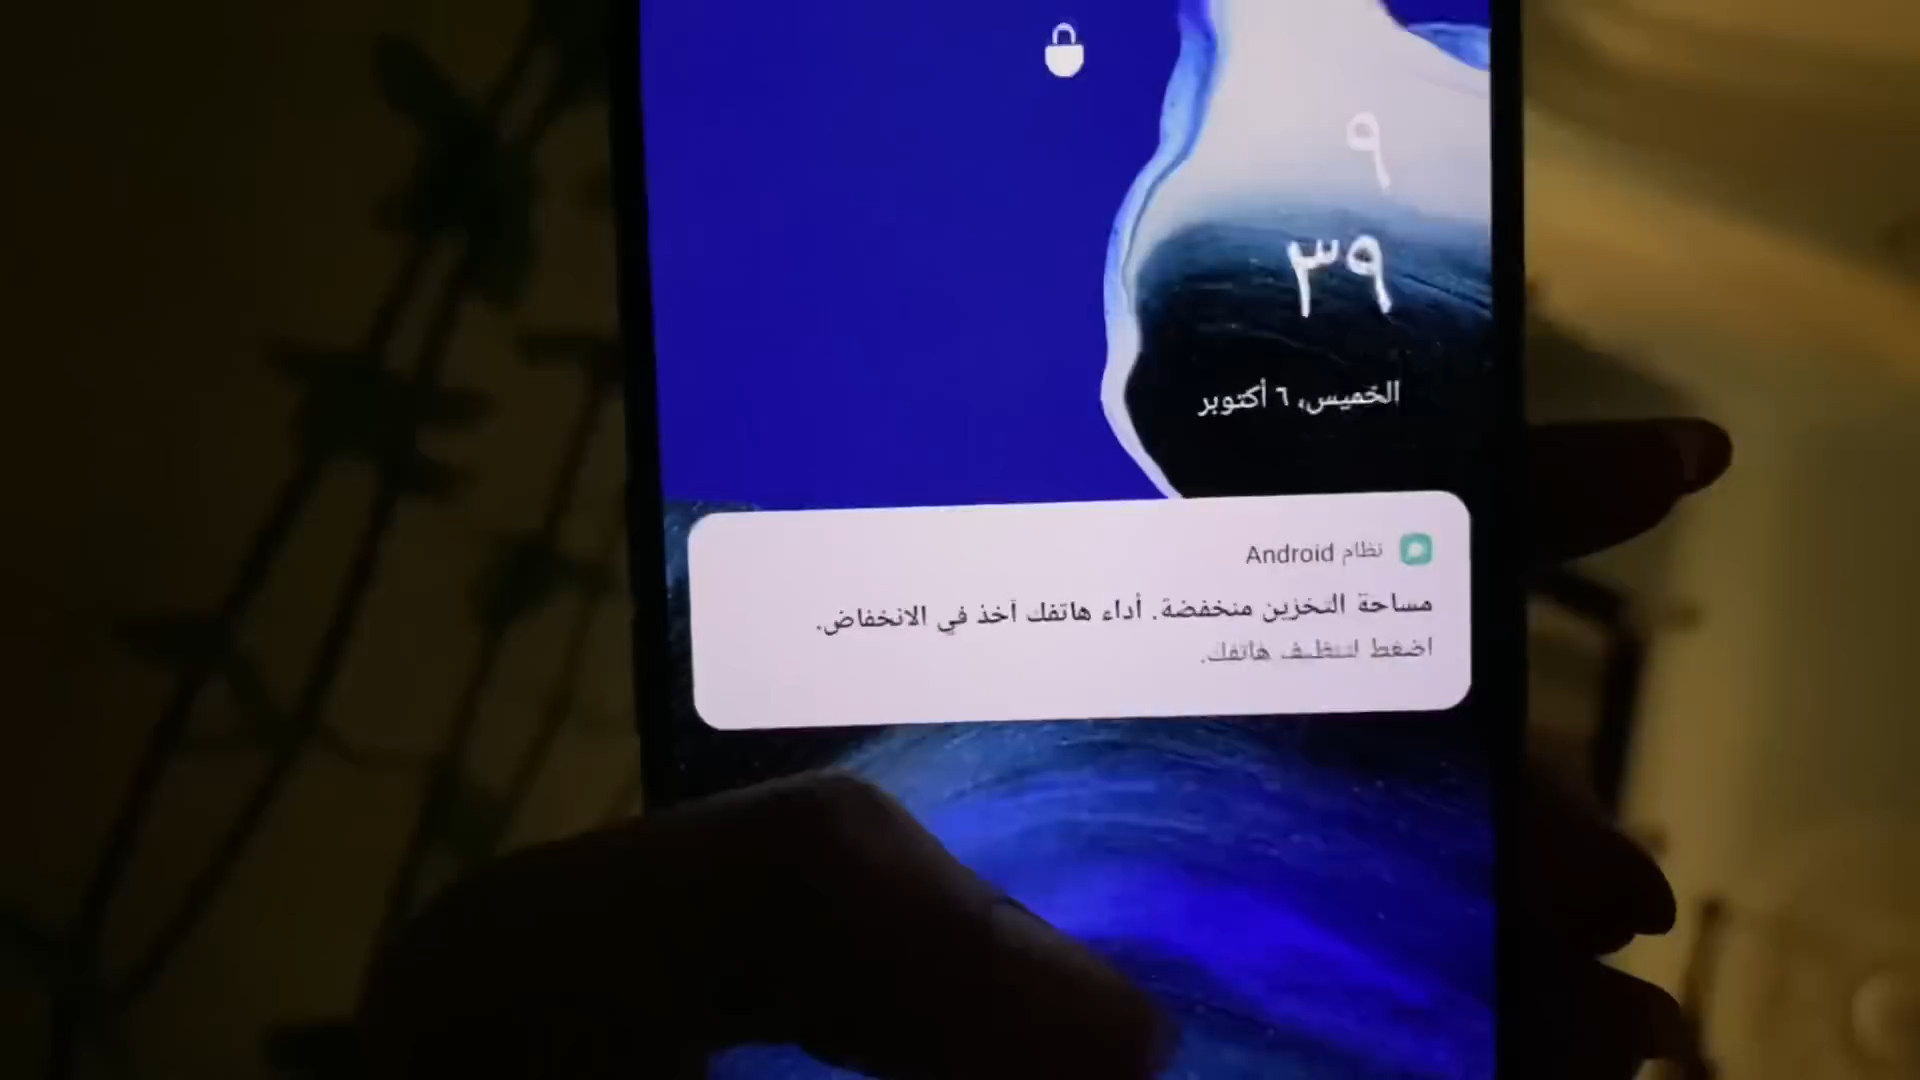 ٩
٣٩
الخميس، ٦ أكتوبر
نظام Android
مساحة التخزين منخفضة. أداء هاتفك آخذ في الانخفاض.
اضغط لتنظيف هاتفك.